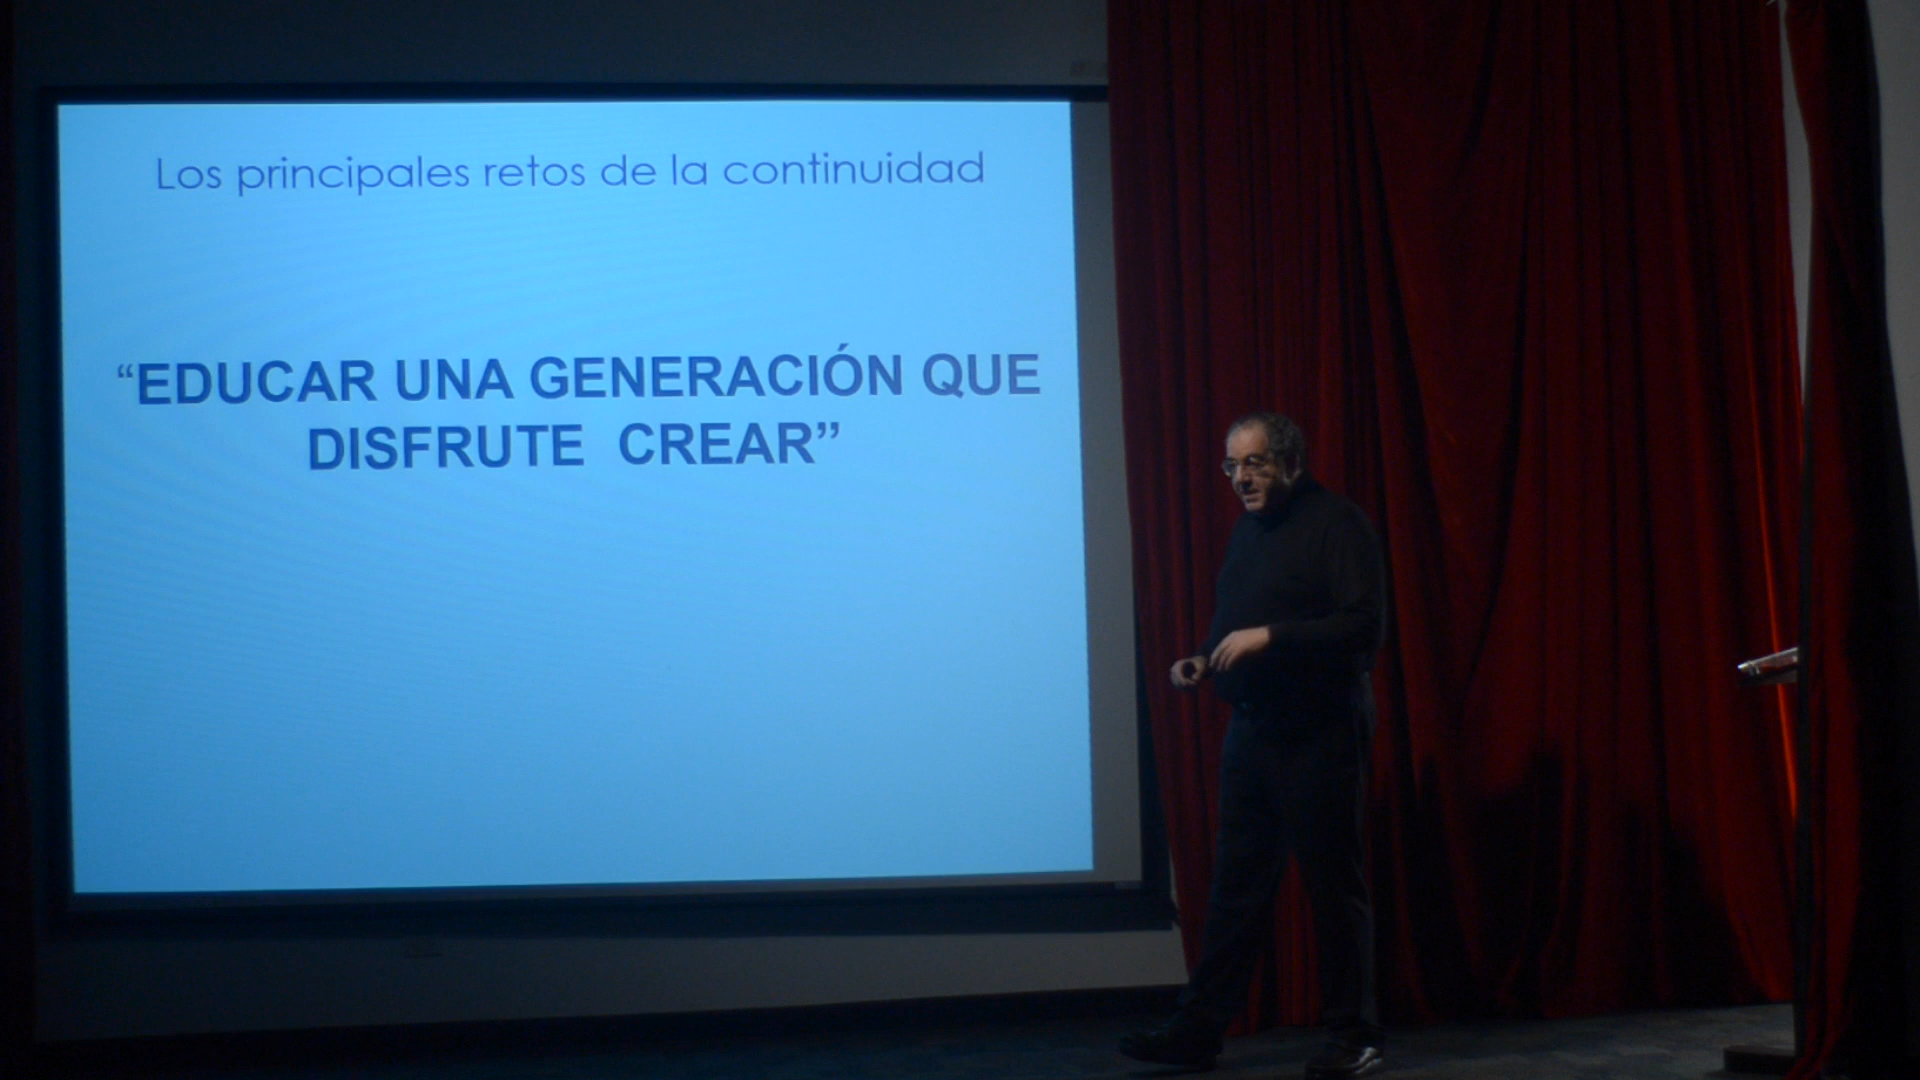 Los principales retos de la continuidad
“EDUCAR UNA GENERACIÓN QUE
DISFRUTE CREAR”